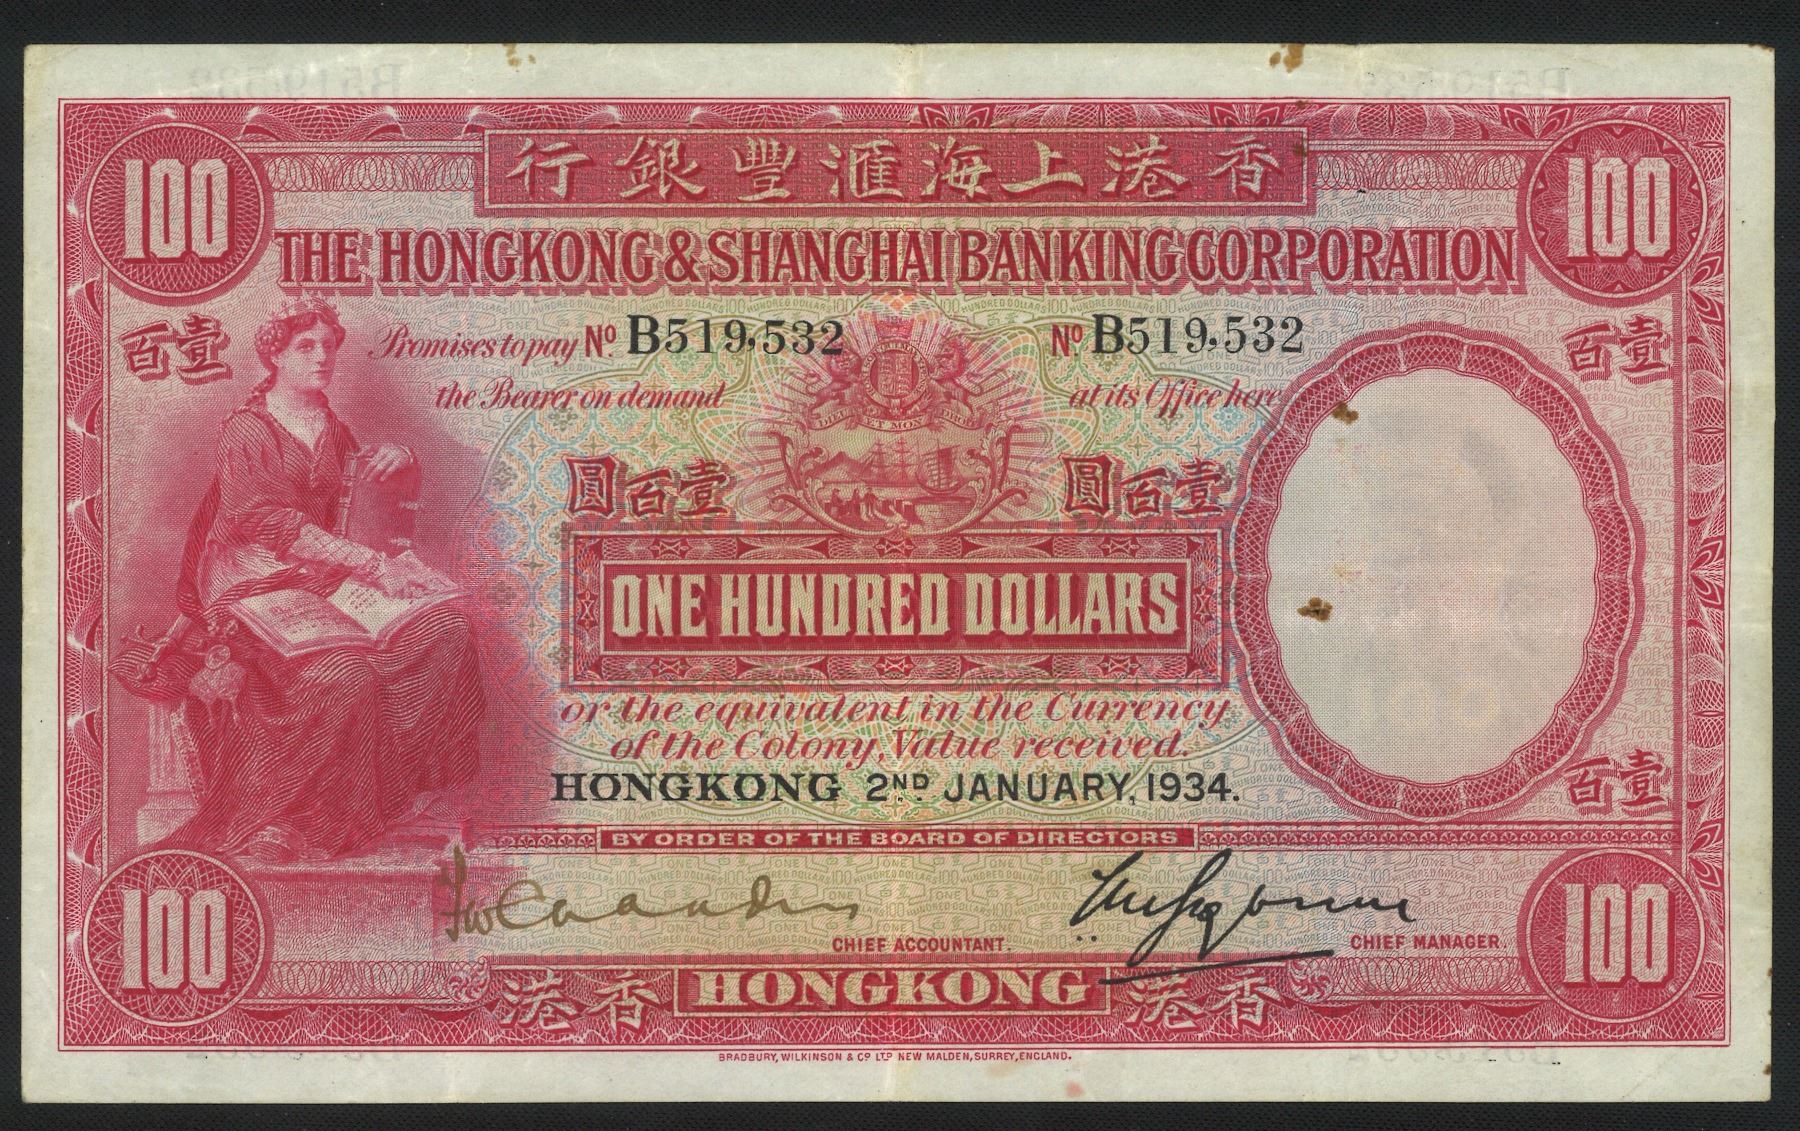 行銀豐滙海上港香
100 100
THE HONGKONG & SHANGHAI BANKING CORPORATION
百壹 百壹
Promises to pay Nº B519,532 Nº B519,532
the Bearer on demand at its Office here
圓百壹 圓百壹
ONE HUNDRED DOLLARS
or the equivalent in the Currency
of the Colony, Value received.
百壹
HONGKONG 2ND JANUARY, 1934.
BY ORDER OF THE BOARD OF DIRECTORS
CHIEF ACCOUNTANT. CHIEF MANAGER.
100 100
港香 HONGKONG 港香
BRADBURY, WILKINSON & Cº LTD NEW MALDEN, SURREY, ENGLAND.